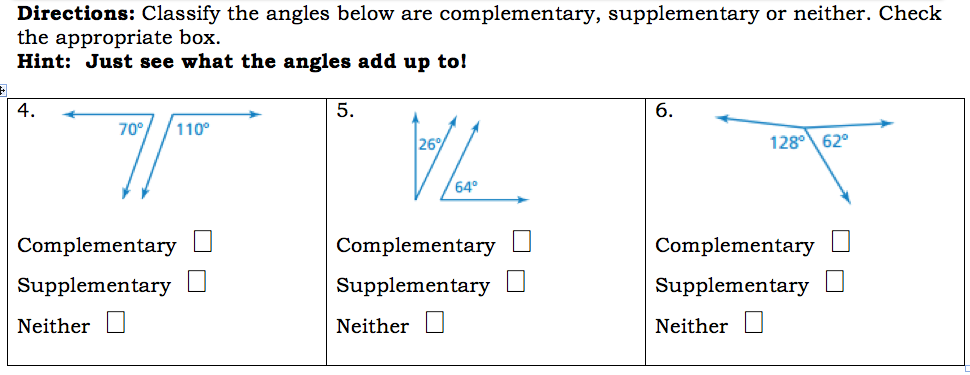 Directions: Classify the angles below are complementary, supplementary or neither. Check
the appropriate box.
Hint: Just see what the angles add up to!
4.
70° 110°
Complementary
Supplementary
Neither
5.
26°
64°
Complementary
Supplementary
Neither
6.
128° 62°
Complementary
Supplementary
Neither